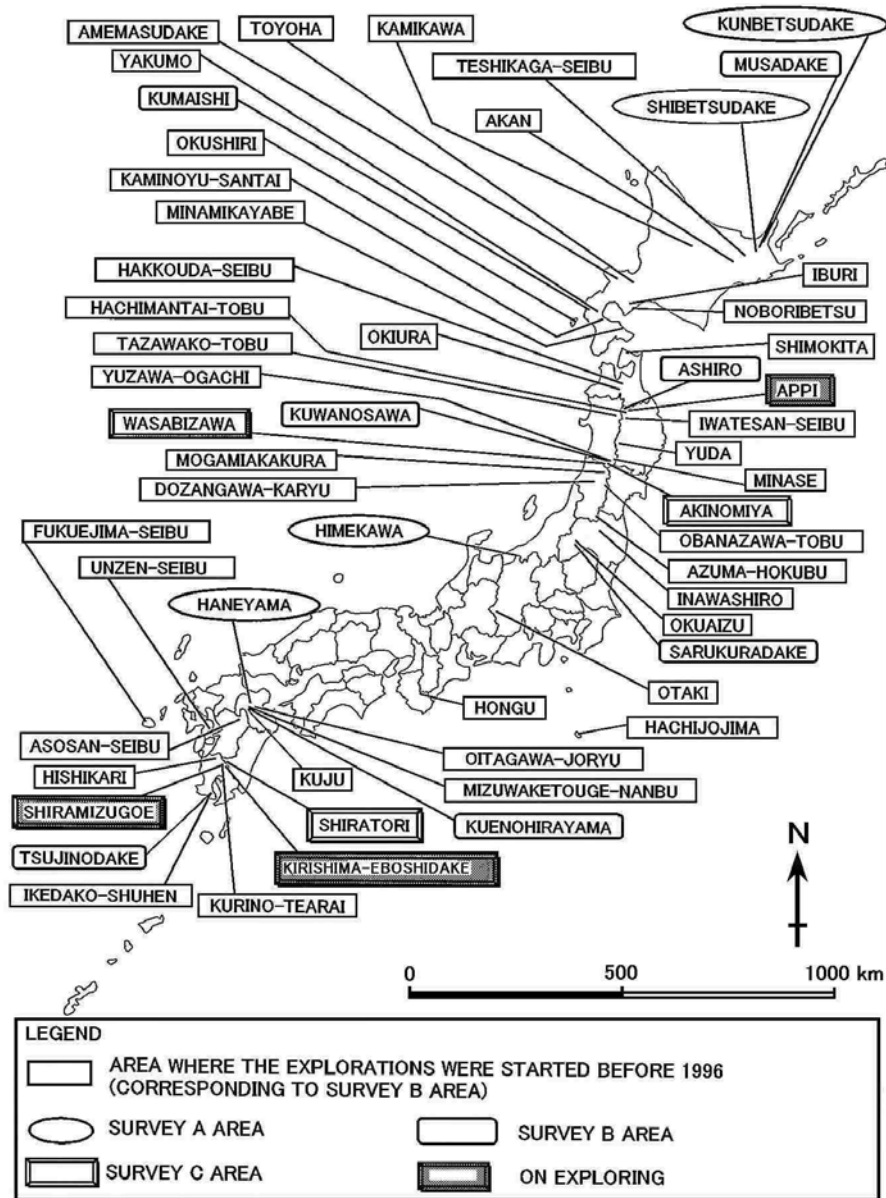 AMEMASUDAKE
TOYOHA
KAMIKAWA
KUNBETSUDAKE
YAKUMO
TESHIKAGA-SEIBU
MUSADAKE
KUMAISHI
SHIBETSUDAKE
AKAN
OKUSHIRI
KAMINOYU-SANTAI
MINAMIKAYABE
HAKKOUDA-SEIBU
IBURI
HACHIMANTAI-TOBU
NOBORIBETSU
OKIURA
TAZAWAKO-TOBU
SHIMOKITA
YUZAWA-OGACHI
ASHIRO
APPI
KUWANOSAWA
WASABIZAWA
IWATESAN-SEIBU
MOGAMIAKAKURA
YUDA
DOZANGAWA-KARYU
MINASE
AKINOMIYA
FUKUEJIMA-SEIBU
HIMEKAWA
OBANAZAWA-TOBU
UNZEN-SEIBU
AZUMA-HOKUBU
HANEYAMA
INAWASHIRO
OKUAIZU
SARUKURADAKE
OTAKI
HONGU
HACHIJOJIMA
ASOSAN-SEIBU
OITAGAWA-JORYU
HISHIKARI
KUJU
MIZUWAKETOUGE-NANBU
SHIRAMIZUGOE
SHIRATORI
KUENOHIRAYAMA
TSUJINODAKE
KIRISHIMA-EBOSHIDAKE
IKEDAKO-SHUHEN
KURINO-TEARAI
N
0 500 1000 km
LEGEND
AREA WHERE THE EXPLORATIONS WERE STARTED BEFORE 1996
(CORRESPONDING TO SURVEY B AREA)
SURVEY A AREA
SURVEY B AREA
SURVEY C AREA
ON EXPLORING